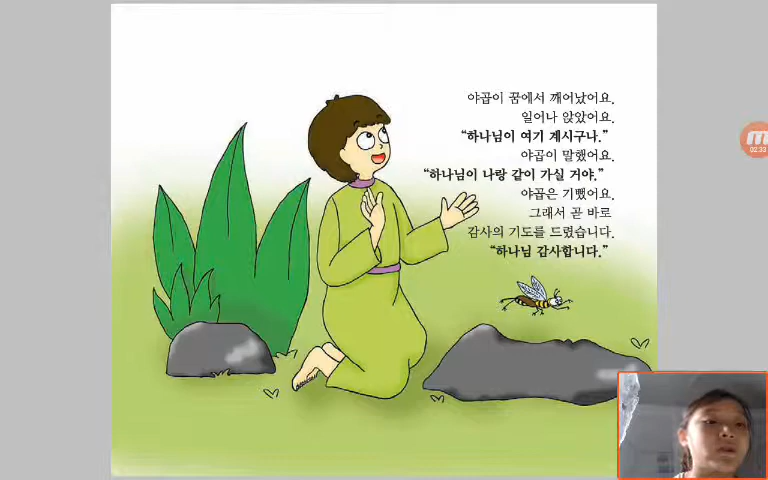 야곱이 꿈에서 깨어났어요.
일어나 앉았어요.
“하나님이 여기 계시구나.”
야곱이 말했어요.
“하나님이 나랑 같이 가실 거야.”
야곱은 기뻤어요.
그래서 곧 바로
감사의 기도를 드렸습니다.
“하나님 감사합니다.”
02:33